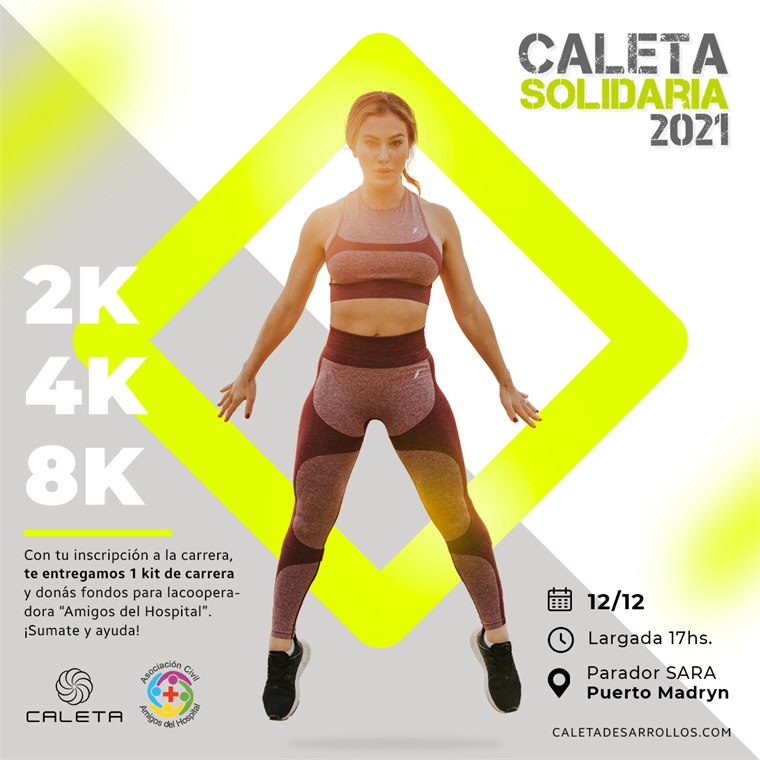 CALETA
SOLIDARIA
2021
2K
4K
8K
Con tu inscripción a la carrera,
te entregamos 1 kit de carrera
y donás fondos para lacoopera-
dora “Amigos del Hospital”.
¡Sumate y ayuda!
CALETA
Asociación Civil
Amigos del Hospital
12/12
Largada 17hs.
Parador SARA
Puerto Madryn
CALETADESARROLLOS.COM